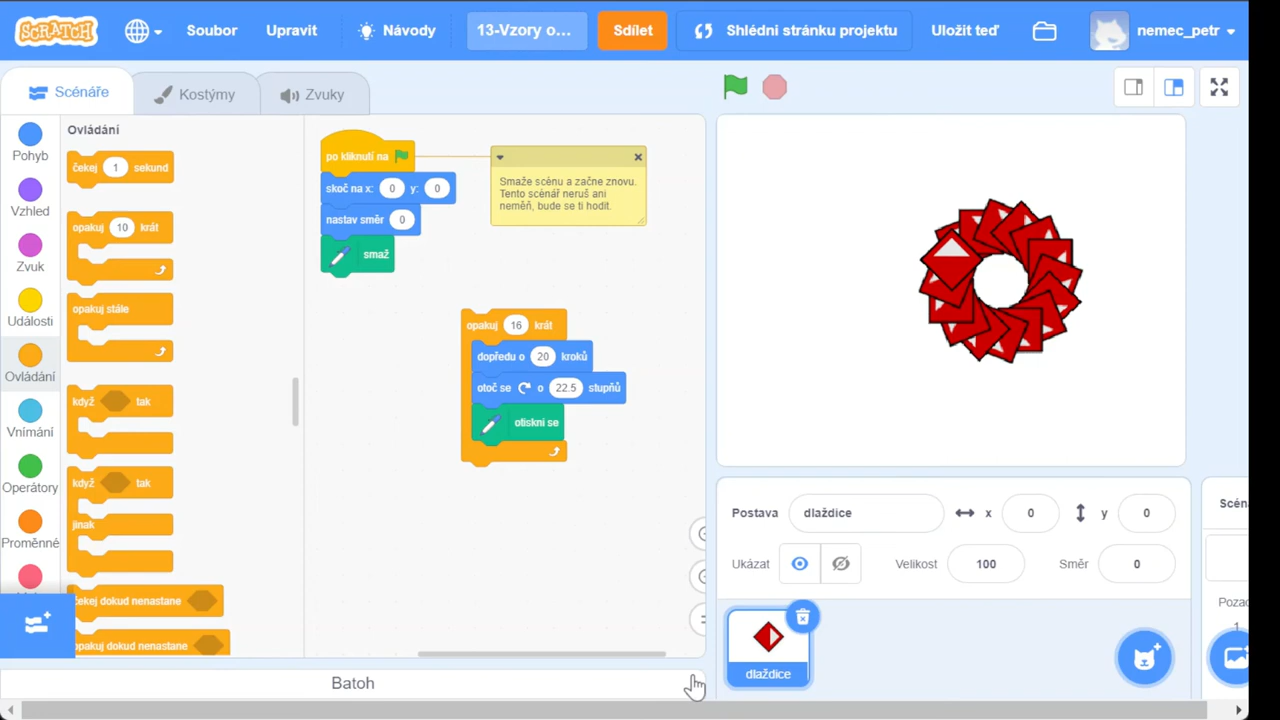 SCRATCH
Soubor
Upravit
Návody
13-Vzory o...
Sdílet
Shlédni stránku projektu
Uložit teď
nemec_petr
Scénáře
Kostýmy
Zvuky
Pohyb
Vzhled
Zvuk
Události
Ovládání
Vnímání
Operátory
Proměnné
Ovládání
čekej 1 sekund
opakuj 10 krát
opakuj stále
když tak
když tak
jinak
čekej dokud nenastane
opakuj dokud nenastane
po kliknutí na
skoč na x: 0 y: 0
nastav směr 0
smaž
Smaže scénu a začne znovu.
Tento scénář neruš ani
neměň, bude se ti hodit.
opakuj 16 krát
dopředu o 20 kroků
otoč se o 22.5 stupňů
otiskni se
Batoh
Postava dlaždice x 0 y 0
Ukázat Velikost 100 Směr 0
dlaždice
Scén
Pozad
1